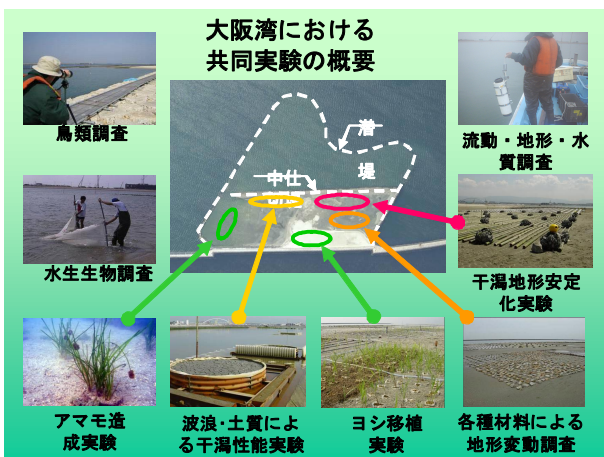 大阪湾における
共同実験の概要
鳥類調査
流動・地形・水
質調査
潜
堤
中仕
水生生物調査
干潟地形安定
化実験
アマモ造
成実験
波浪・土質によ
る干潟性能実験
ヨシ移植
実験
各種材料による
地形変動調査